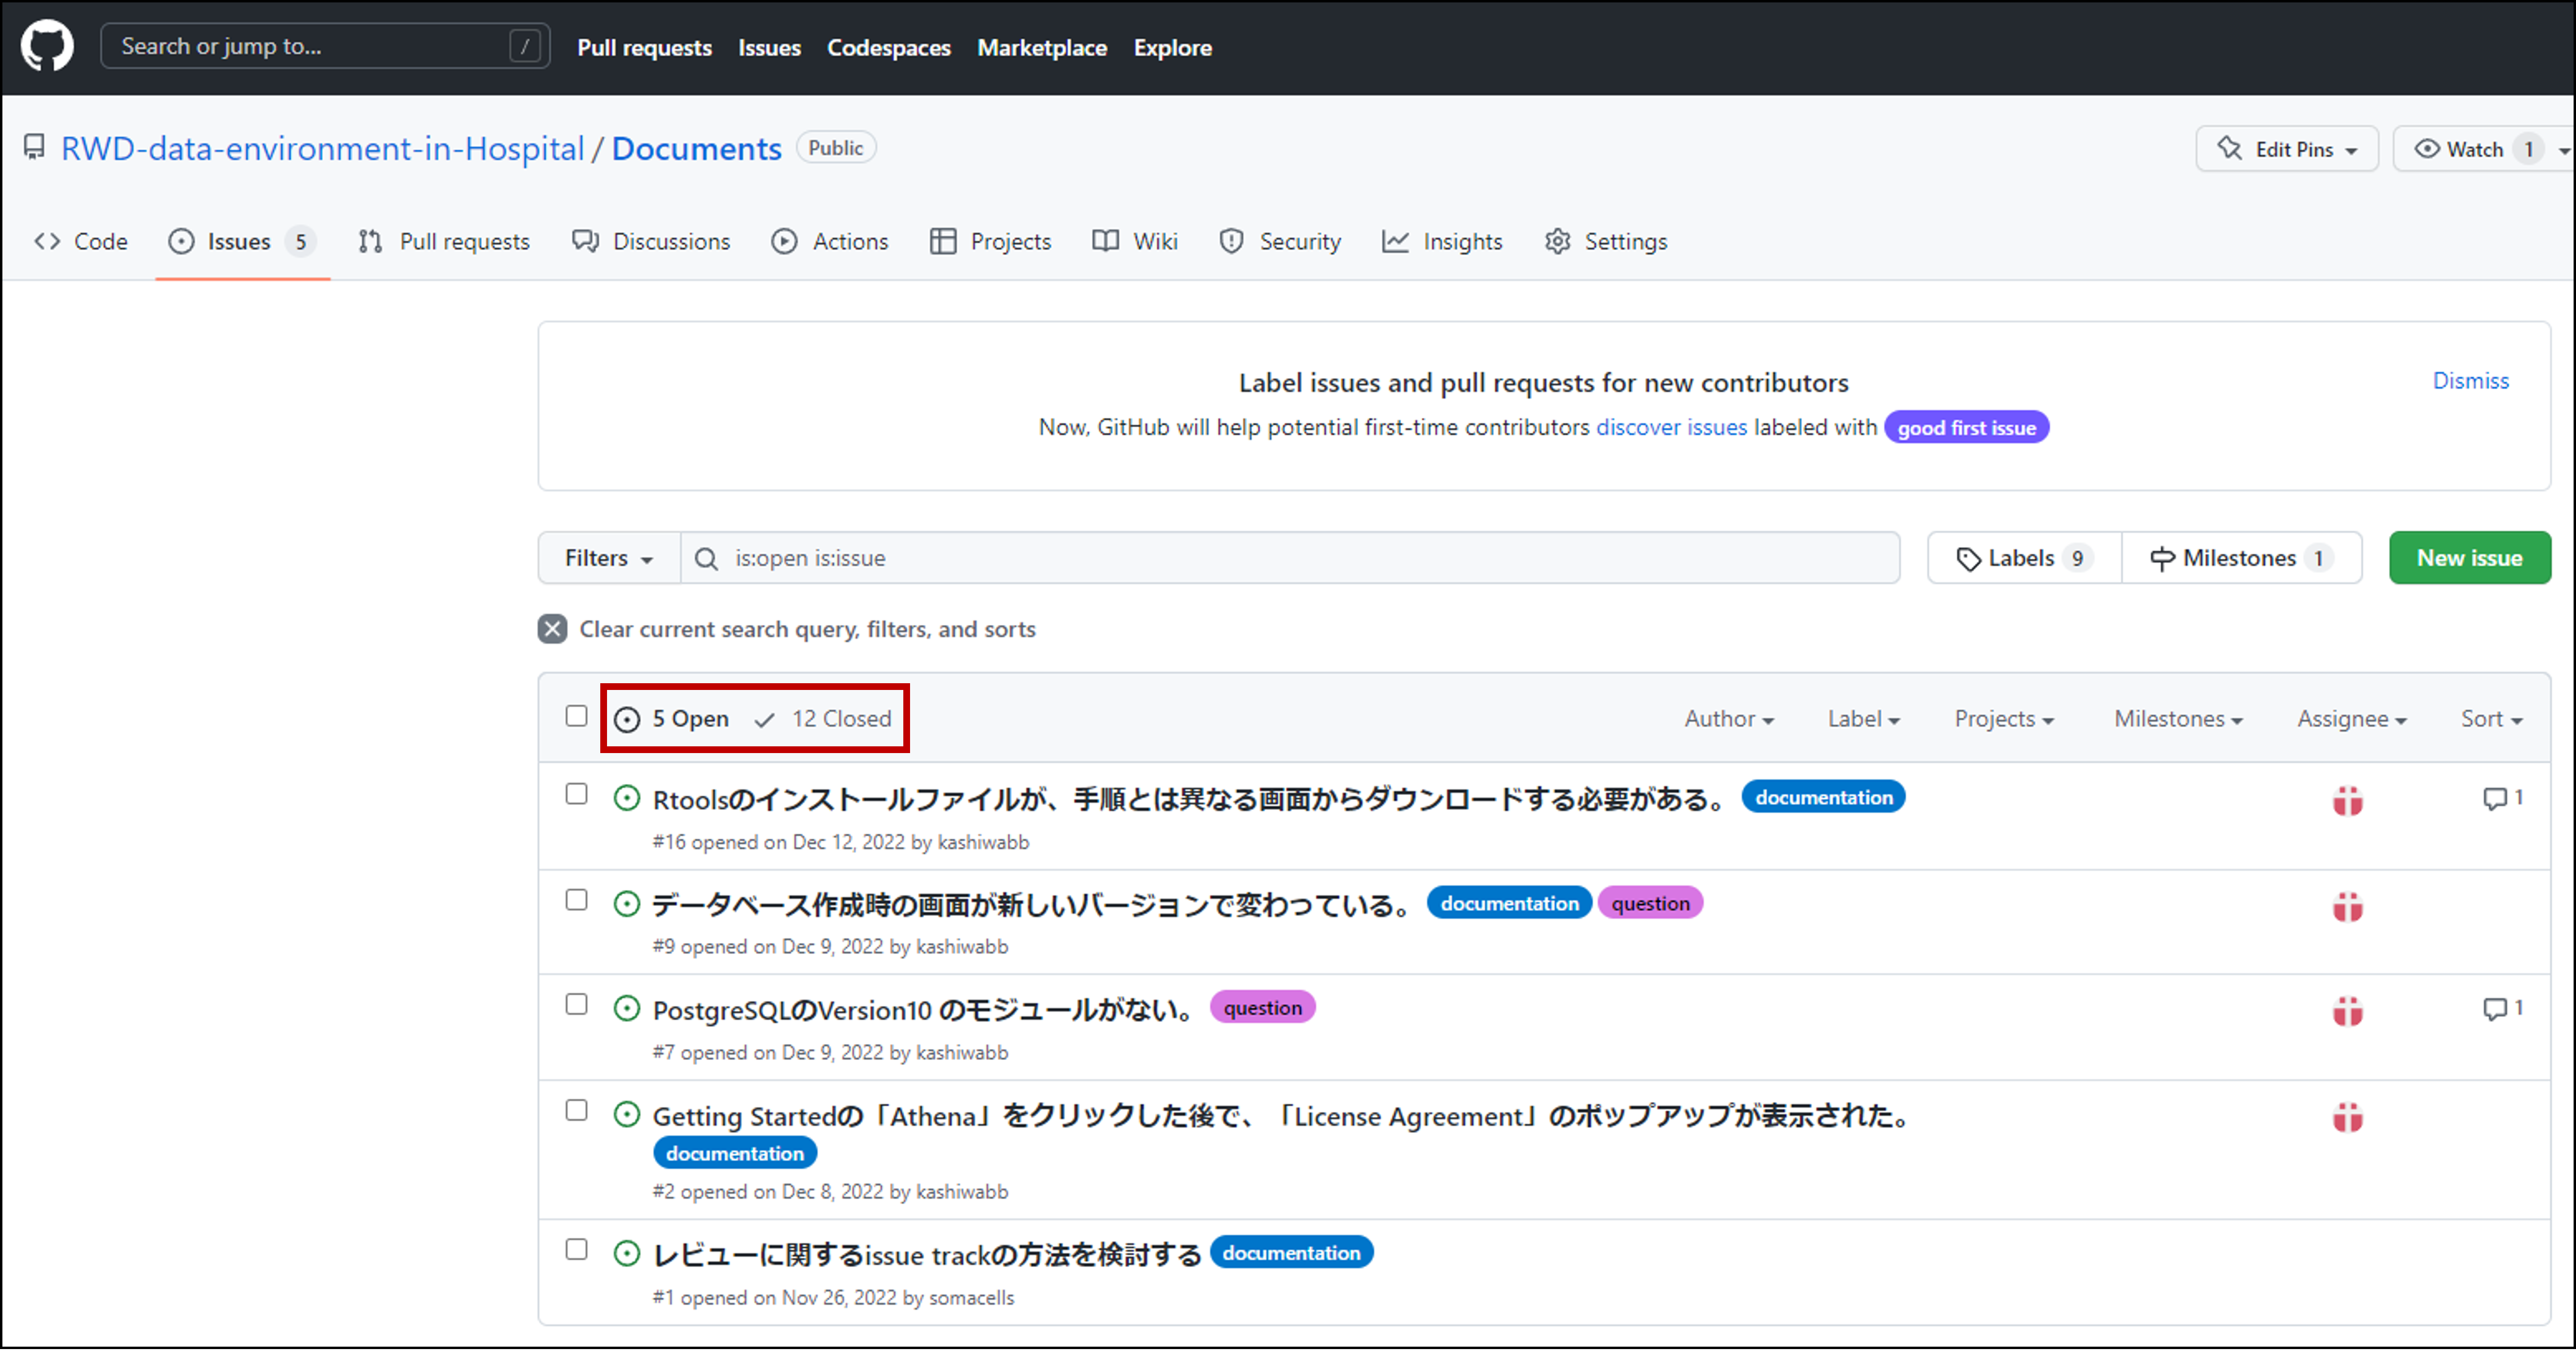 Search or jump to... / Pull requests Issues Codespaces Marketplace Explore
RWD-data-environment-in-Hospital / Documents Public Edit Pins Watch 1
Code Issues 5 Pull requests Discussions Actions Projects Wiki Security Insights Settings
Label issues and pull requests for new contributors Dismiss
Now, GitHub will help potential first-time contributors discover issues labeled with good first issue
Filters is:open is:issue Labels 9 Milestones 1 New issue
Clear current search query, filters, and sorts
5 Open 12 Closed Author Label Projects Milestones Assignee Sort
Rtoolsのインストールファイルが、手順とは異なる画面からダウンロードする必要がある。 documentation 1
#16 opened on Dec 12, 2022 by kashiwabb
データベース作成時の画面が新しいバージョンで変わっている。 documentation question
#9 opened on Dec 9, 2022 by kashiwabb
PostgreSQLのVersion10 のモジュールがない。 question 1
#7 opened on Dec 9, 2022 by kashiwabb
Getting Startedの「Athena」をクリックした後で、「License Agreement」のポップアップが表示された。
documentation
#2 opened on Dec 8, 2022 by kashiwabb
レビューに関するissue trackの方法を検討する documentation
#1 opened on Nov 26, 2022 by somacells